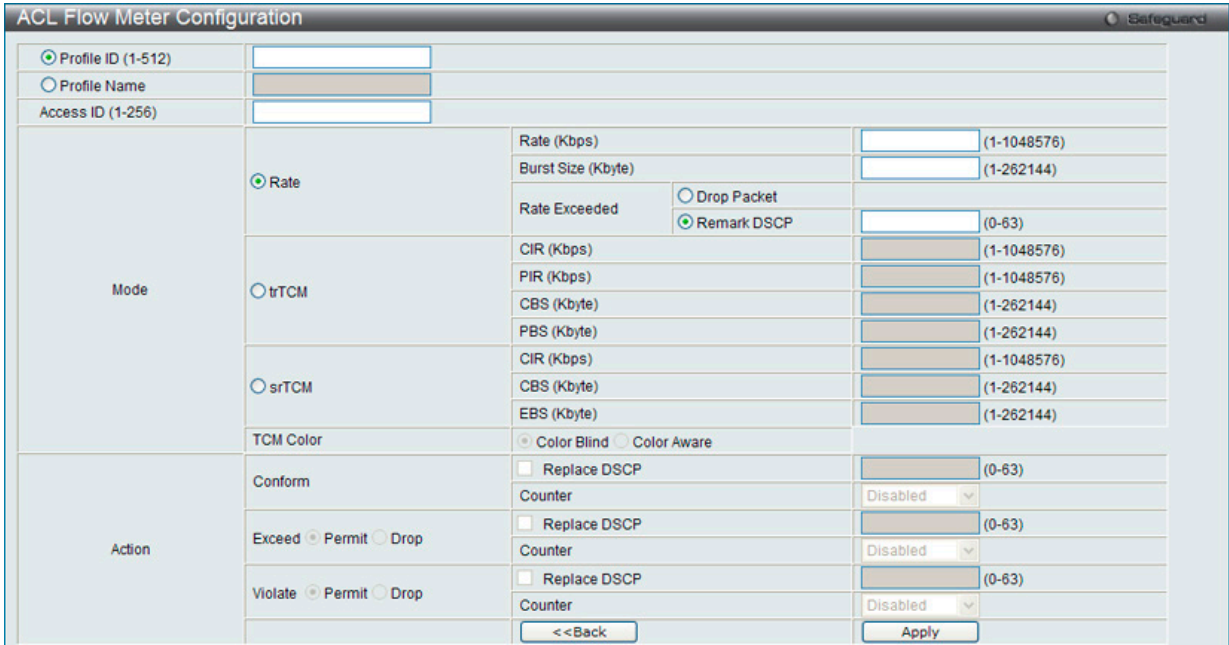 ACL Flow Meter Configuration
Safeguard
Profile ID (1-512)
Profile Name
Access ID (1-256)
Mode
Rate
Rate (Kbps)
(1-1048576)
Burst Size (Kbyte)
(1-262144)
Rate Exceeded
Drop Packet
Remark DSCP
(0-63)
trTCM
CIR (Kbps)
(1-1048576)
PIR (Kbps)
(1-1048576)
CBS (Kbyte)
(1-262144)
PBS (Kbyte)
(1-262144)
srTCM
CIR (Kbps)
(1-1048576)
CBS (Kbyte)
(1-262144)
EBS (Kbyte)
(1-262144)
TCM Color
Color Blind Color Aware
Action
Conform
Replace DSCP
(0-63)
Counter
Disabled
Exceed Permit Drop
Replace DSCP
(0-63)
Counter
Disabled
Violate Permit Drop
Replace DSCP
(0-63)
Counter
Disabled
<<Back
Apply